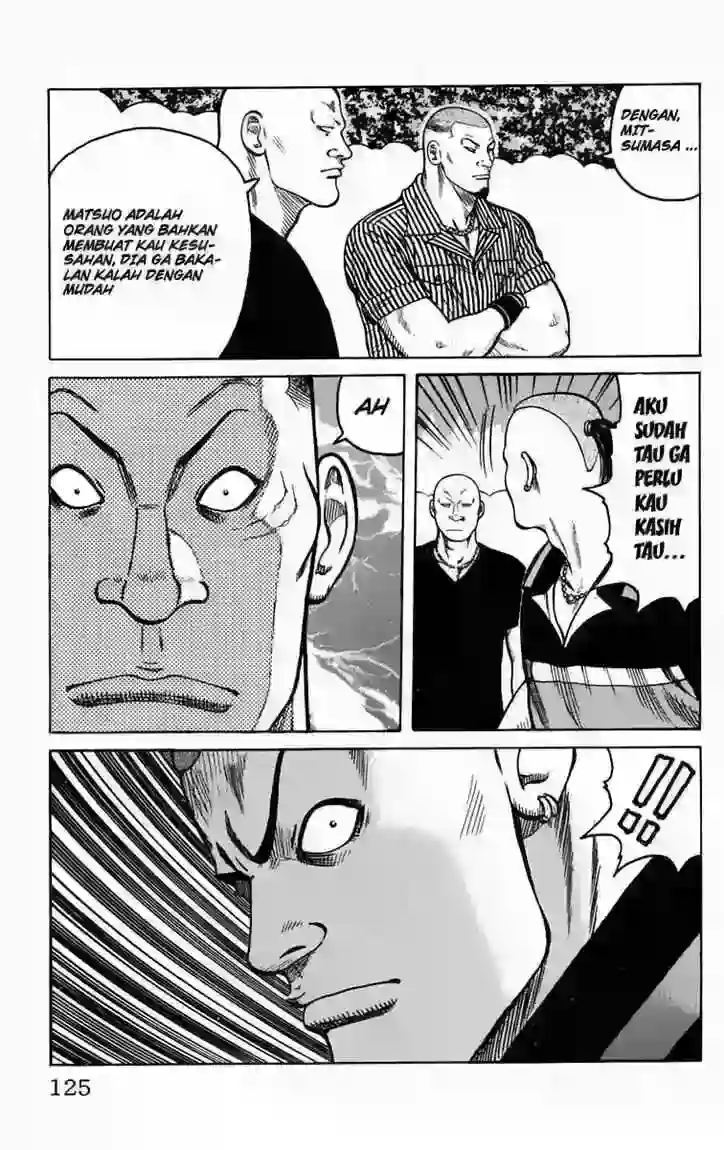 DENGAN,
MIT-
SUMASA ...
MATSUO ADALAH
ORANG YANG BAHKAN
MEMBUAT KAU KESU-
SAHAN, DIA GA BAKA-
LAN KALAH DENGAN
MUDAH
AKU
SUDAH
TAU GA
PERLU
KAU
KASIH
TAU...
AH
!!
125